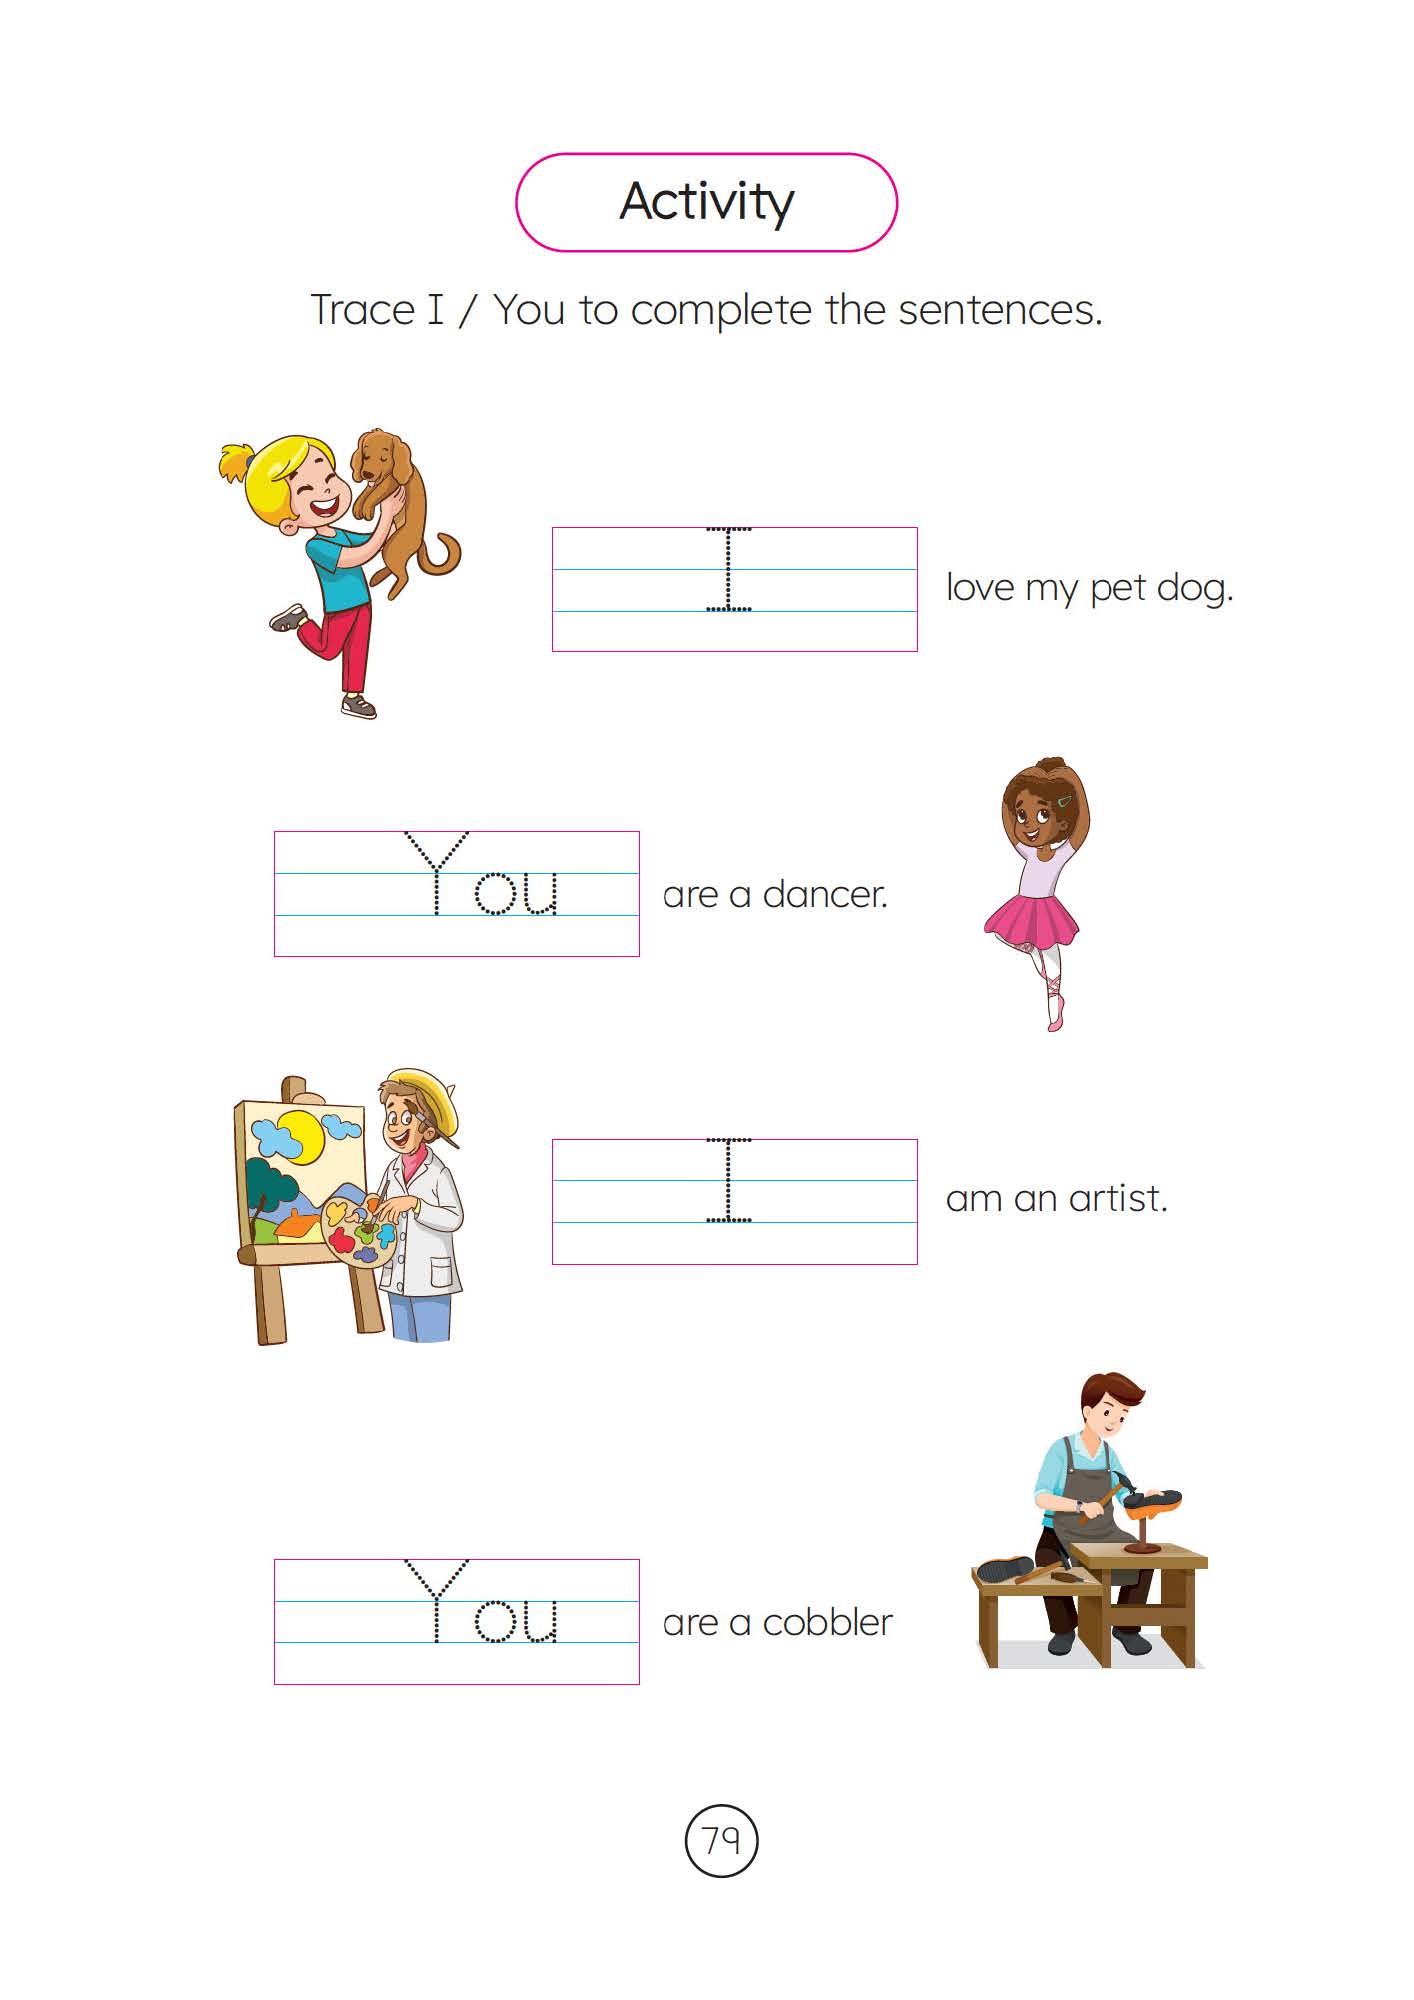 Activity
Trace I / You to complete the sentences.
I love my pet dog.
You are a dancer.
I am an artist.
You are a cobbler
79